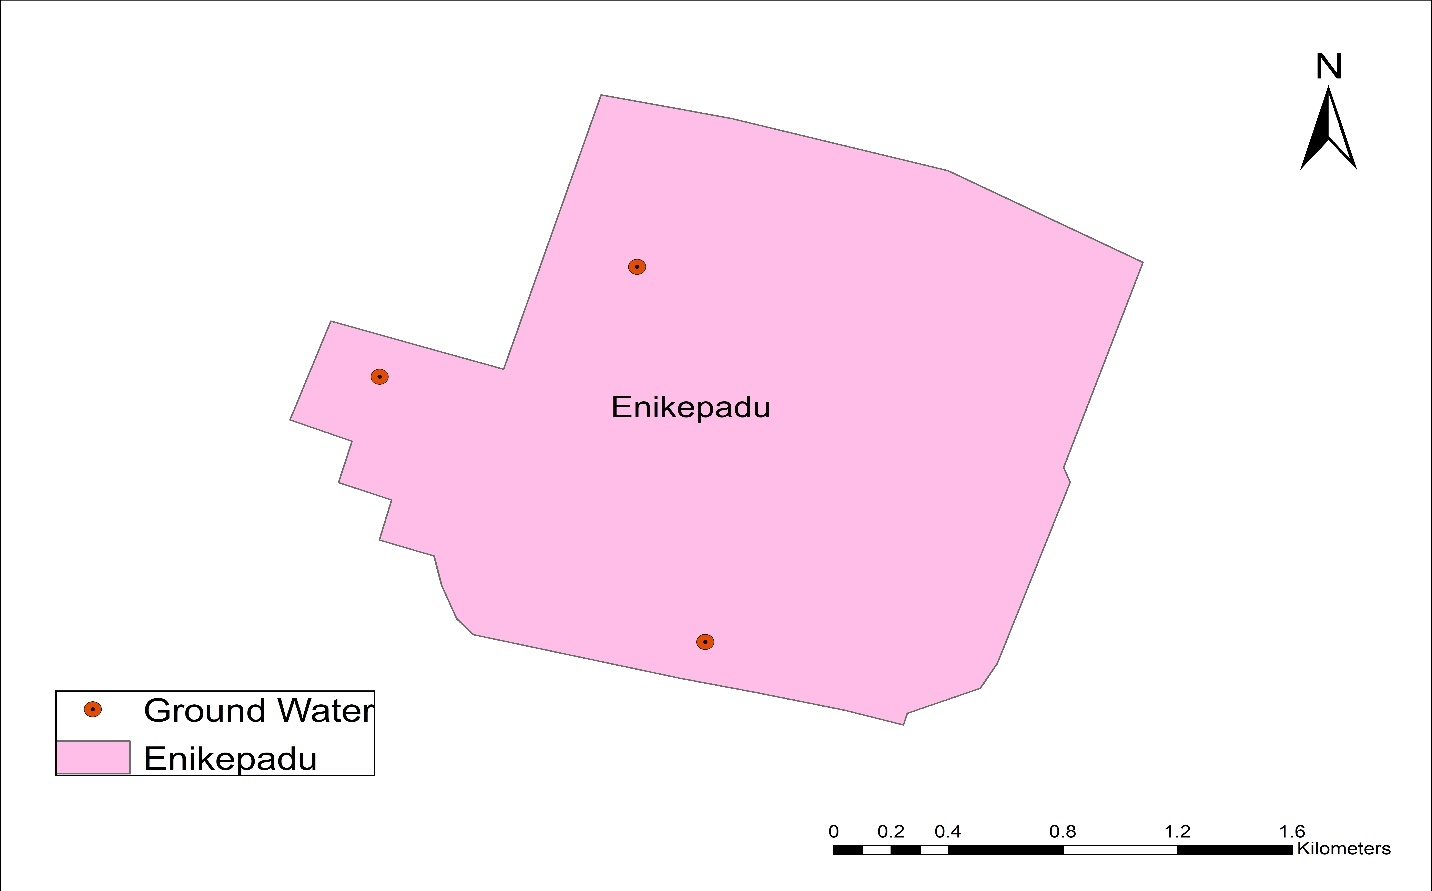 N
Enikepadu
Ground Water
Enikepadu
0 0.2 0.4 0.8 1.2 1.6
Kilometers